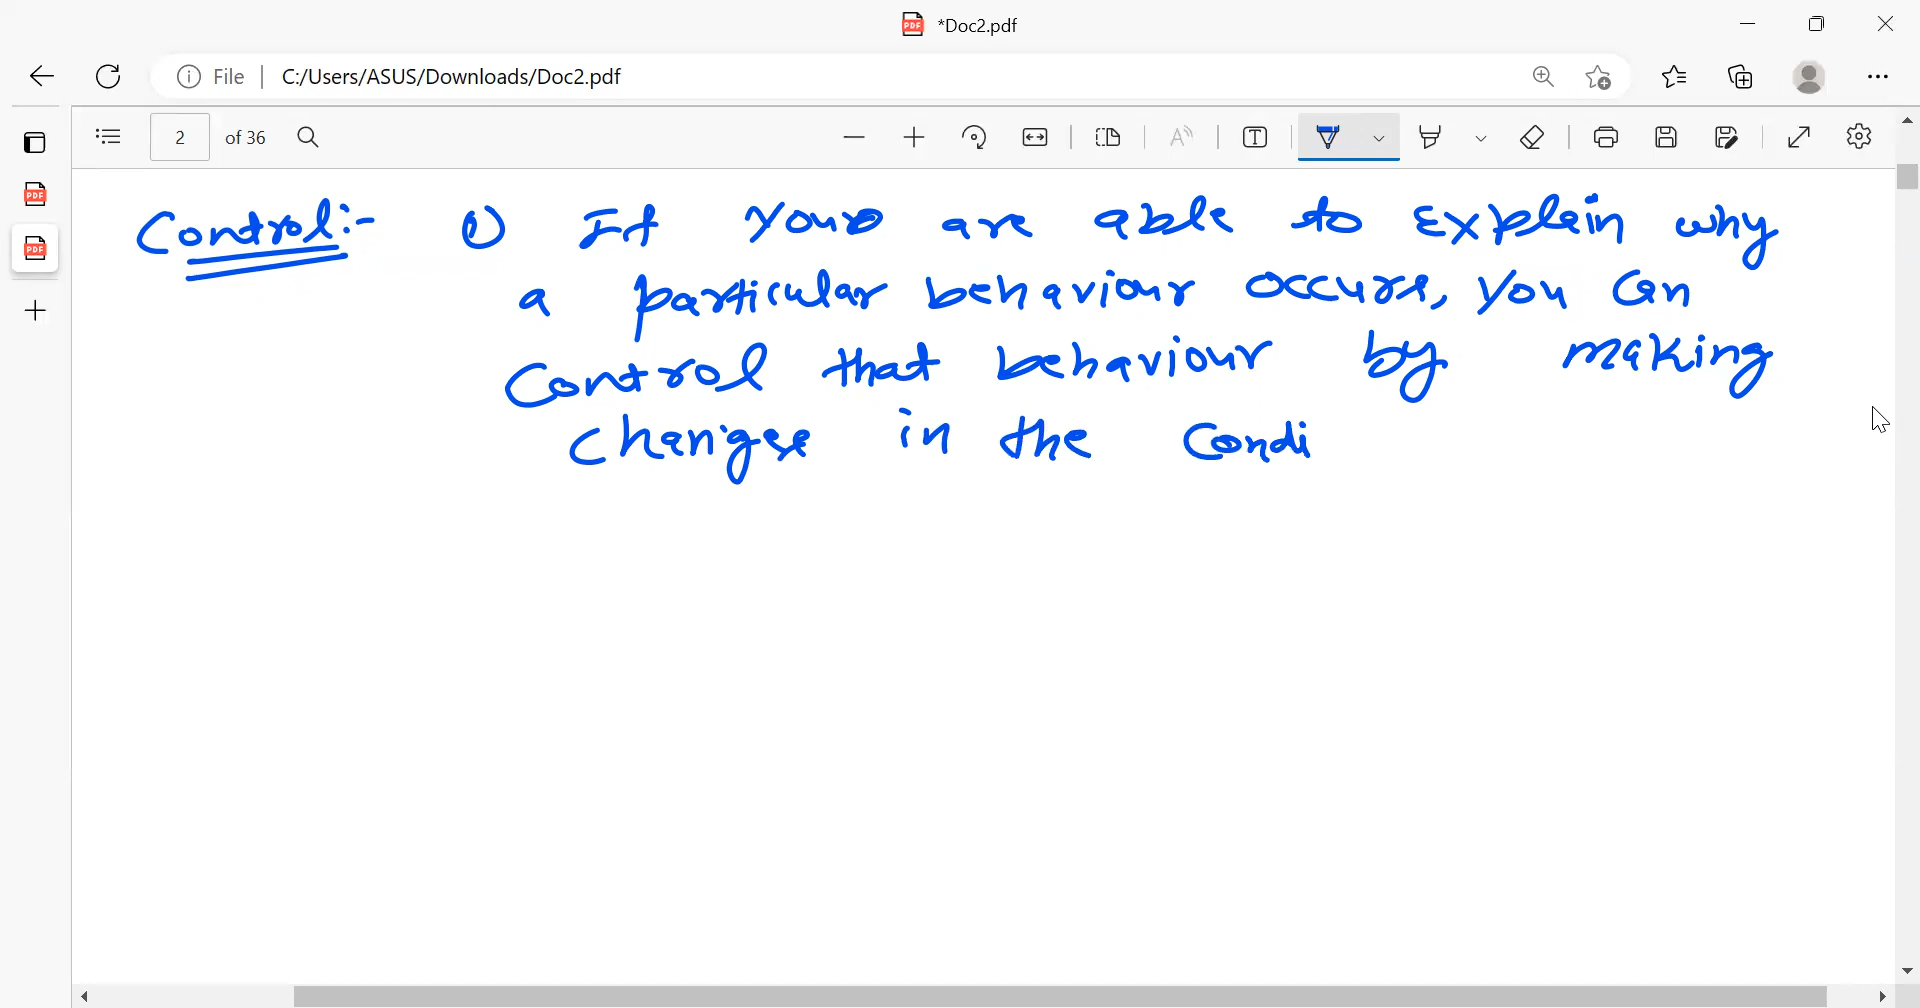 *Doc2.pdf
File C:/Users/ASUS/Downloads/Doc2.pdf
2 of 36
Control:- 1) If you are able to explain why
a particular behaviour occurs, you can
control that behaviour by making
changes in the Condi